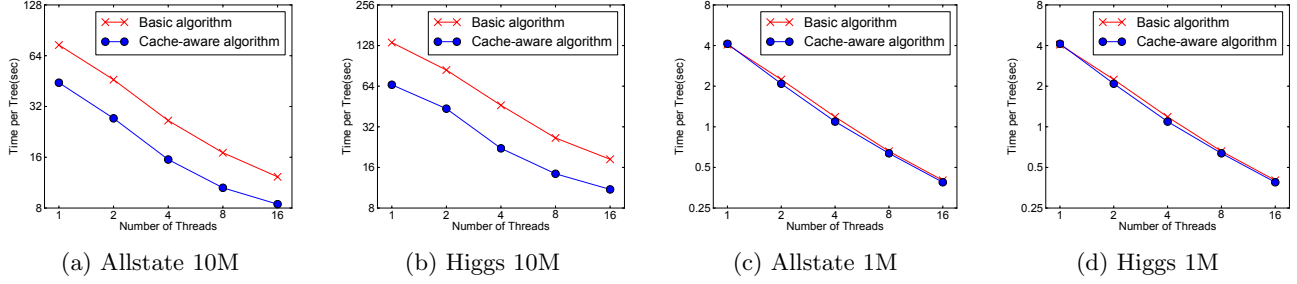 128
64
32
16
8
Time per Tree(sec)
1 2 4 8 16
Number of Threads
Basic algorithm
Cache-aware algorithm
(a) Allstate 10M
256
128
64
32
16
8
Time per Tree(sec)
1 2 4 8 16
Number of Threads
Basic algorithm
Cache-aware algorithm
(b) Higgs 10M
8
4
2
1
0.5
0.25
Time per Tree(sec)
1 2 4 8 16
Number of Threads
Basic algorithm
Cache-aware algorithm
(c) Allstate 1M
8
4
2
1
0.5
0.25
Time per Tree(sec)
1 2 4 8 16
Number of Threads
Basic algorithm
Cache-aware algorithm
(d) Higgs 1M